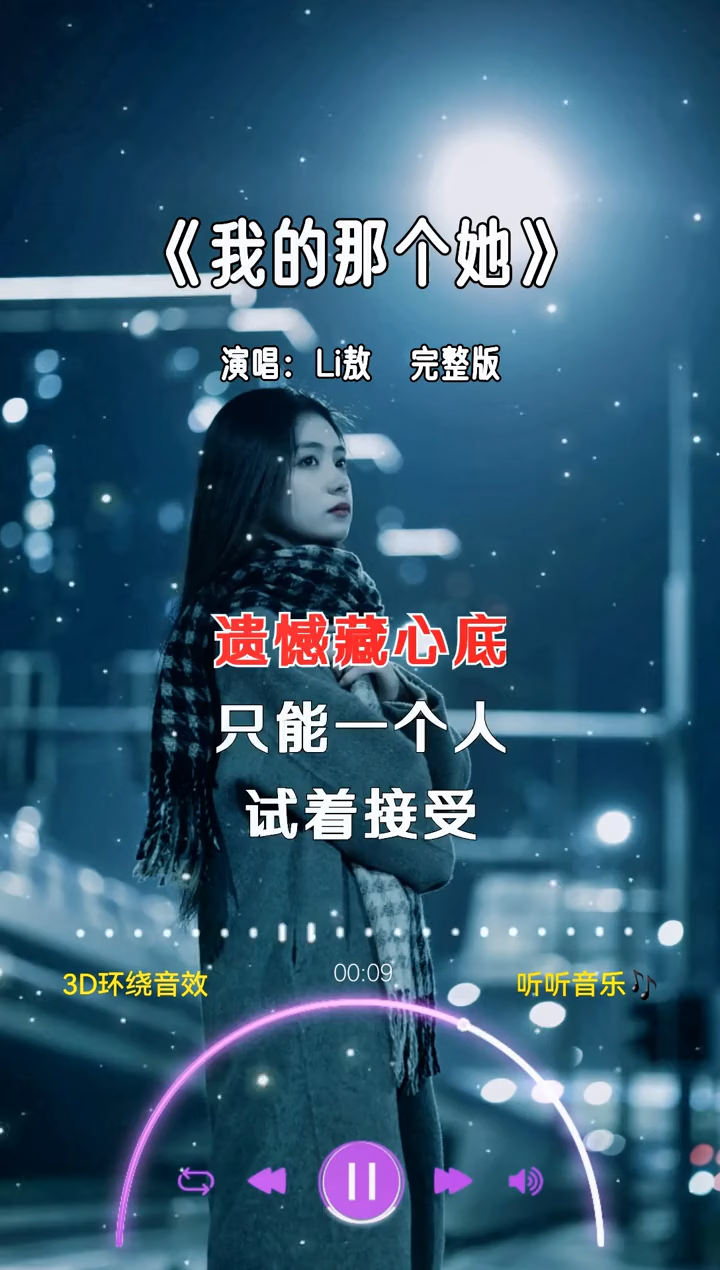 《我的那个她》
演唱：Li敖 完整版
遗憾藏心底
只能一个人
试着接受
00:09
3D环绕音效
听听音乐🎶